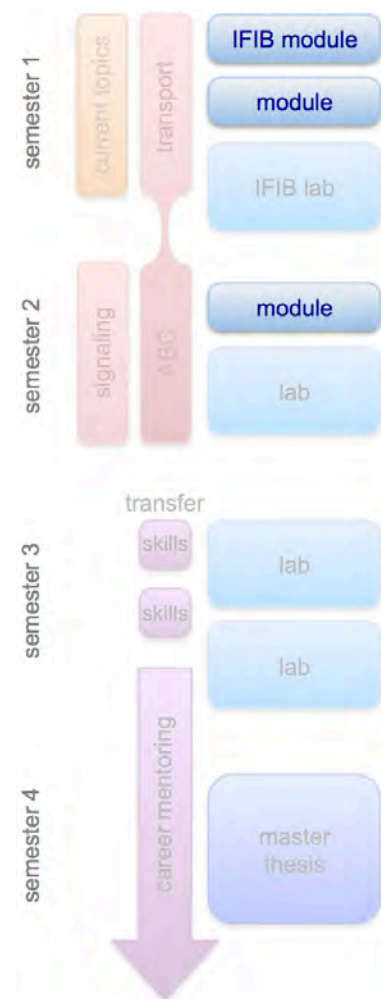 semester 1
current topics
transport
IFIB module
module
IFIB lab
semester 2
signaling
ABC
module
lab
semester 3
transfer
skills
skills
lab
lab
semester 4
career mentoring
master
thesis